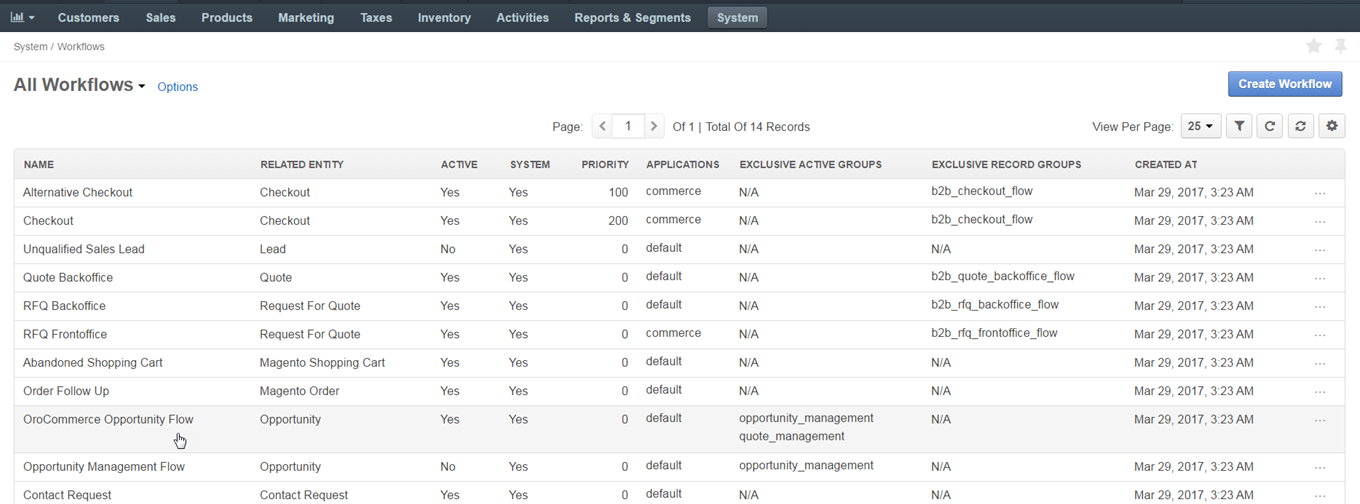 Customers Sales Products Marketing Taxes Inventory Activities Reports & Segments System
System / Workflows
All Workflows Options Create Workflow
Page: 1 Of 1 | Total Of 14 Records View Per Page: 25
NAME RELATED ENTITY ACTIVE SYSTEM PRIORITY APPLICATIONS EXCLUSIVE ACTIVE GROUPS EXCLUSIVE RECORD GROUPS CREATED AT
Alternative Checkout Checkout Yes Yes 100 commerce N/A b2b_checkout_flow Mar 29, 2017, 3:23 AM ...
Checkout Checkout Yes Yes 200 commerce N/A b2b_checkout_flow Mar 29, 2017, 3:23 AM ...
Unqualified Sales Lead Lead No Yes 0 default N/A N/A Mar 29, 2017, 3:23 AM ...
Quote Backoffice Quote Yes Yes 0 default N/A b2b_quote_backoffice_flow Mar 29, 2017, 3:23 AM ...
RFQ Backoffice Request For Quote Yes Yes 0 default N/A b2b_rfq_backoffice_flow Mar 29, 2017, 3:23 AM ...
RFQ Frontoffice Request For Quote Yes Yes 0 commerce N/A b2b_rfq_frontoffice_flow Mar 29, 2017, 3:23 AM ...
Abandoned Shopping Cart Magento Shopping Cart Yes Yes 0 default N/A N/A Mar 29, 2017, 3:23 AM ...
Order Follow Up Magento Order Yes Yes 0 default N/A N/A Mar 29, 2017, 3:23 AM ...
OroCommerce Opportunity Flow Opportunity Yes Yes 0 default opportunity_management N/A Mar 29, 2017, 3:23 AM ...
quote_management
Opportunity Management Flow Opportunity No Yes 0 default opportunity_management N/A Mar 29, 2017, 3:23 AM ...
Contact Request Contact Request Yes Yes 0 default N/A N/A Mar 29, 2017, 3:23 AM ...